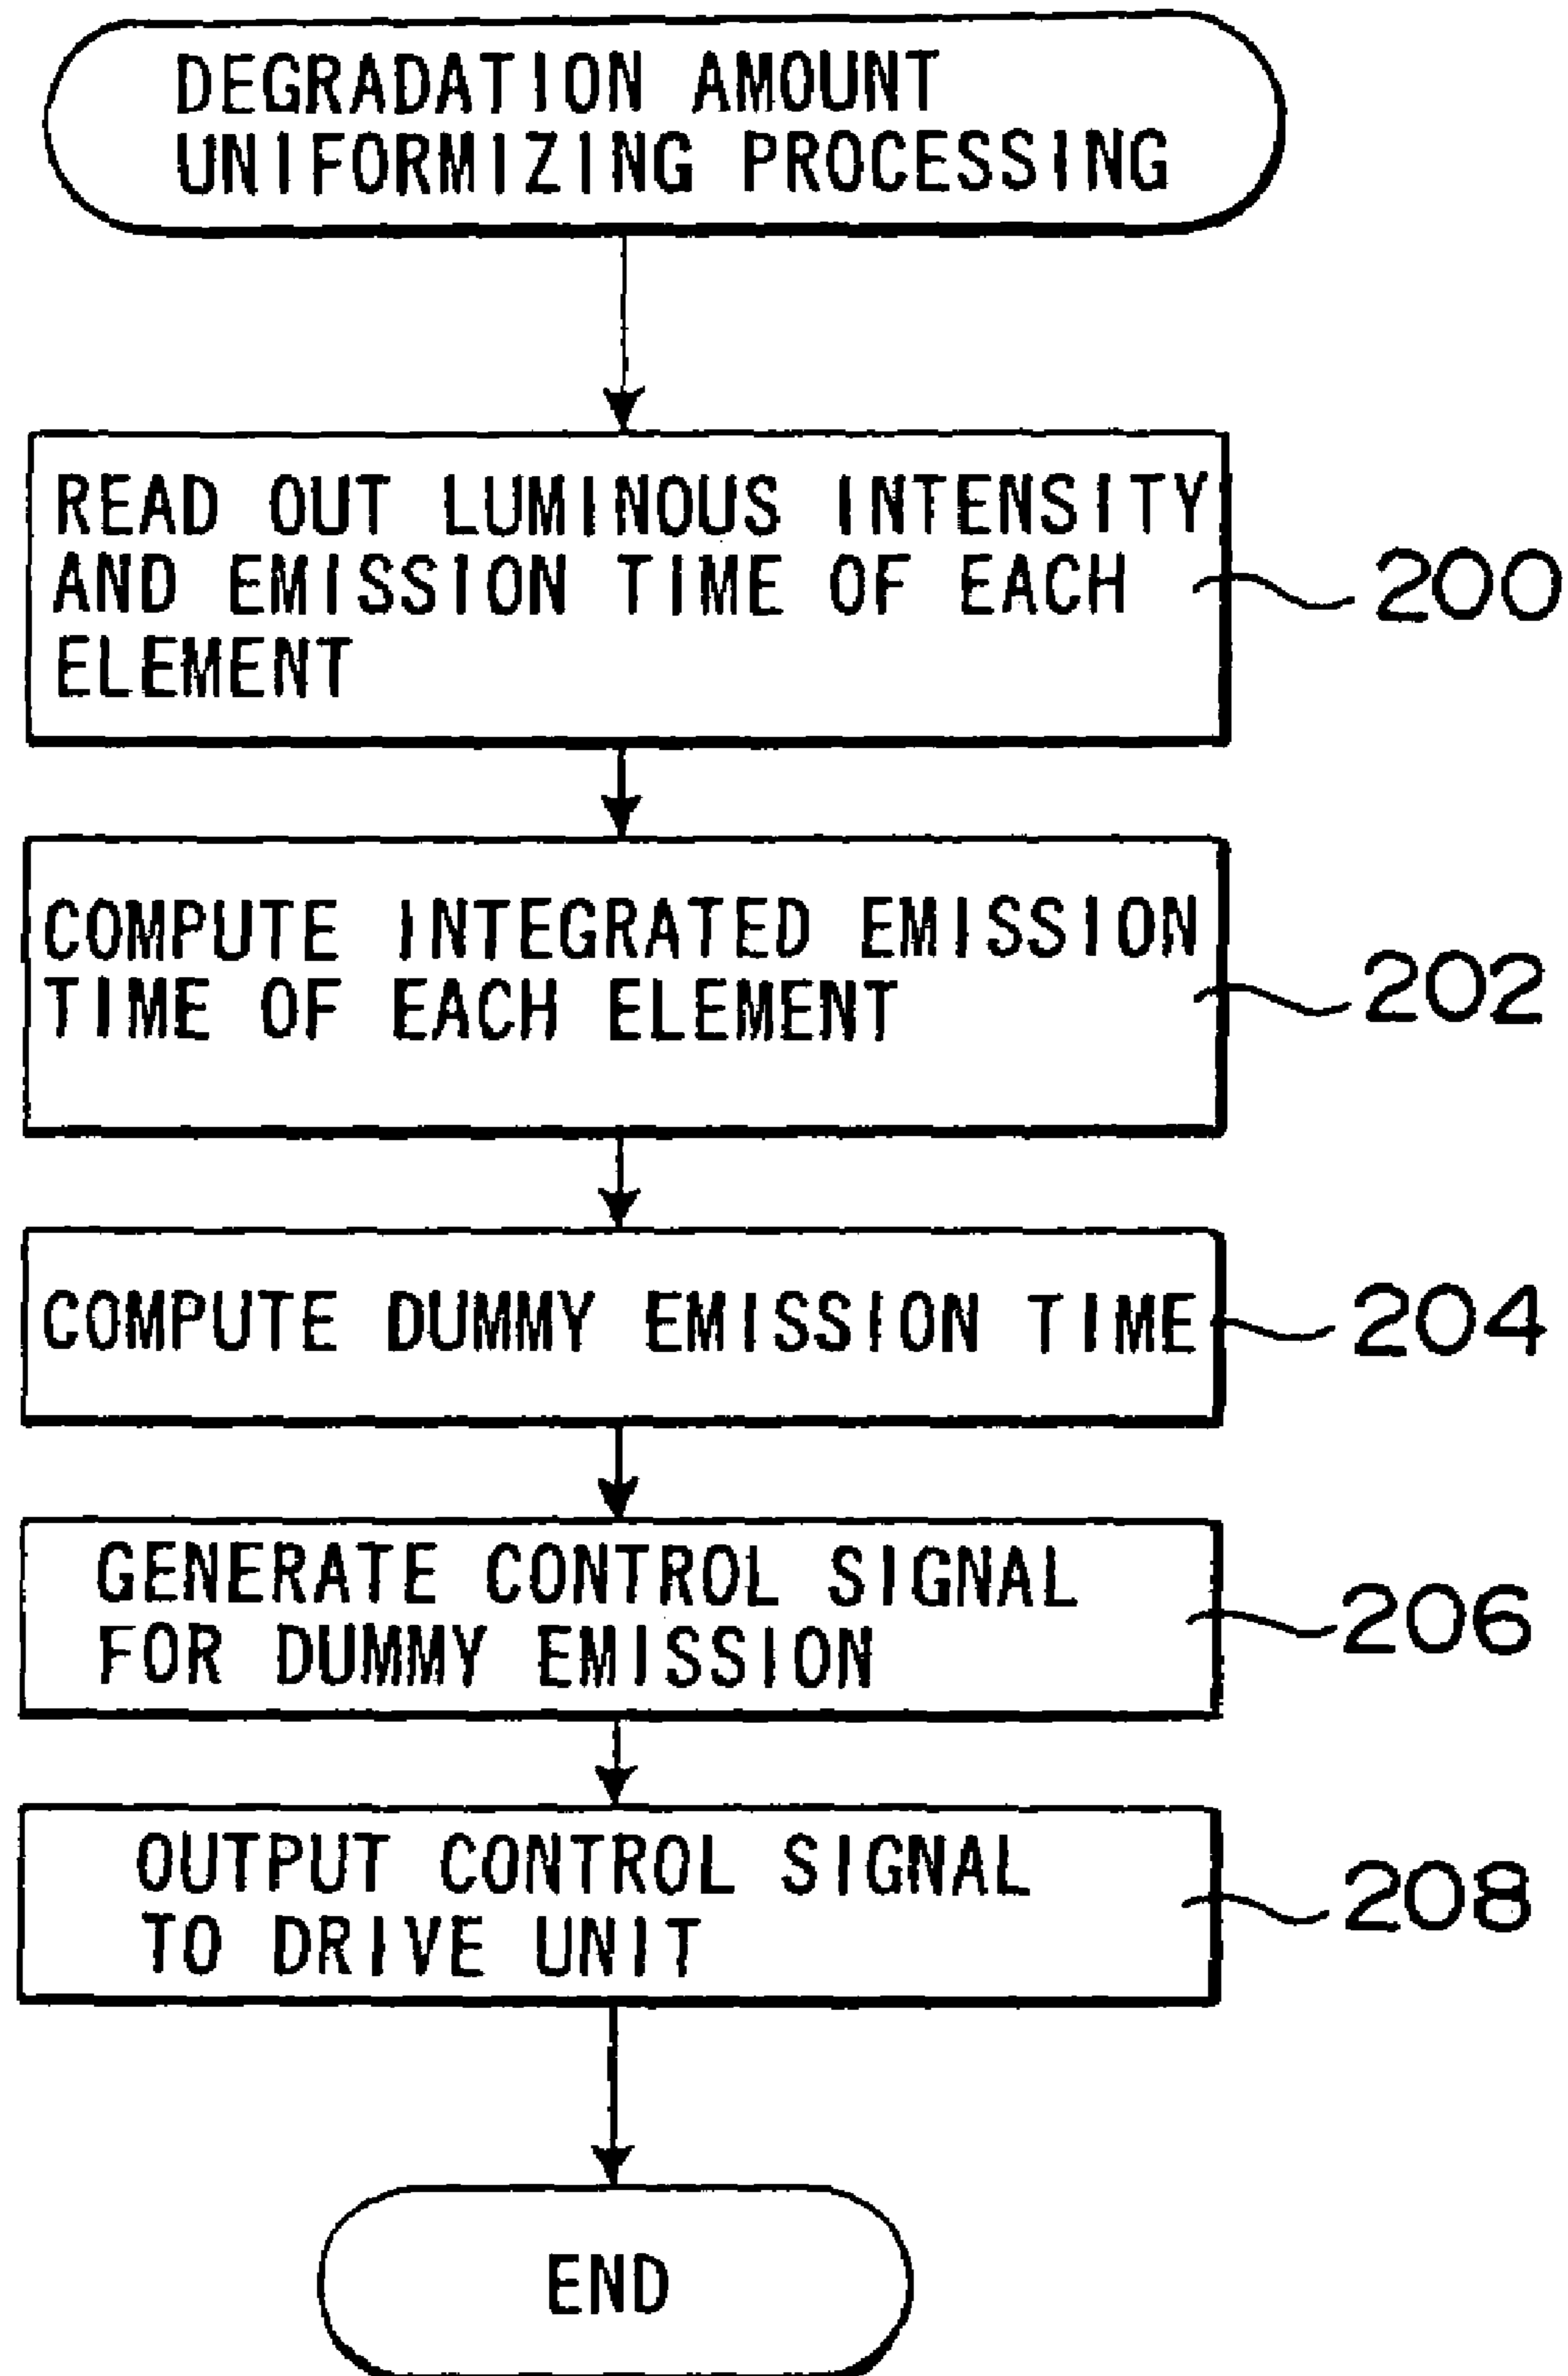 DEGRADATION AMOUNT
UNIFORMIZING PROCESSING
READ OUT LUMINOUS INTENSITY
AND EMISSION TIME OF EACH
ELEMENT
200
COMPUTE INTEGRATED EMISSION
TIME OF EACH ELEMENT
202
COMPUTE DUMMY EMISSION TIME
204
GENERATE CONTROL SIGNAL
FOR DUMMY EMISSION
206
OUTPUT CONTROL SIGNAL
TO DRIVE UNIT
208
END